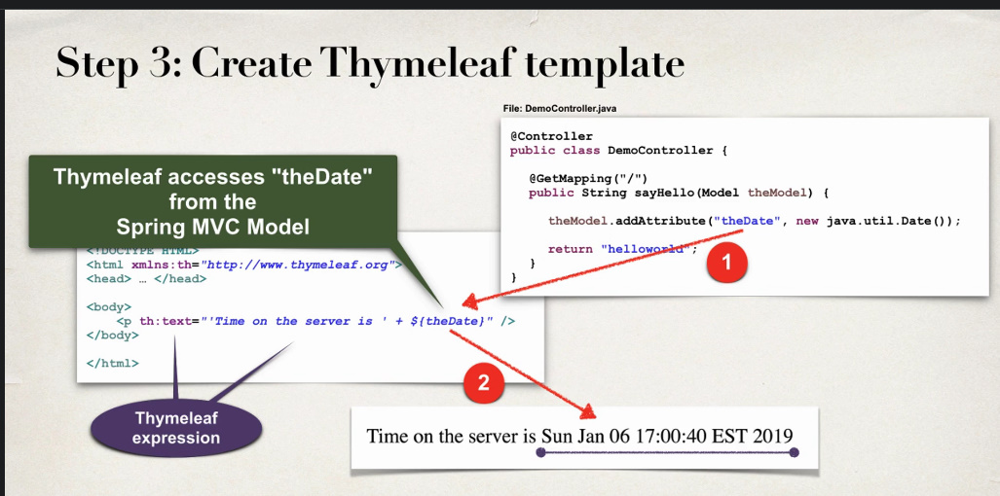 Step 3: Create Thymeleaf template
File: DemoController.java
@Controller
public class DemoController {
@GetMapping("/")
public String sayHello(Model theModel) {
theModel.addAttribute("theDate", new java.util.Date());
return "helloworld";
}
}
1
Thymeleaf accesses "theDate"
from the
Spring MVC Model
<!DOCTYPE HTML>
<html xmlns:th="http://www.thymeleaf.org">
<head> … </head>
<body>
<p th:text="'Time on the server is ' + ${theDate}" />
</body>
</html>
2
Thymeleaf
expression
Time on the server is Sun Jan 06 17:00:40 EST 2019